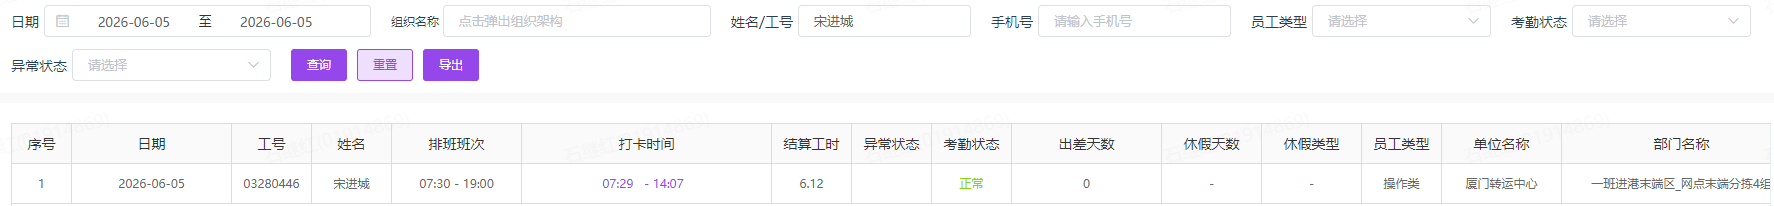 日期 2026-06-05 至 2026-06-05 组织名称 点击弹出组织架构 姓名/工号 宋进城 手机号 请输入手机号 员工类型 请选择 考勤状态 请选择
异常状态 请选择 查询 重置 导出
序号 日期 工号 姓名 排班班次 打卡时间 结算工时 异常状态 考勤状态 出差天数 休假天数 休假类型 员工类型 单位名称 部门名称
1 2026-06-05 03280446 宋进城 07:30 - 19:00 07:29 - 14:07 6.12 正常 0 - - 操作类 厦门转运中心 一班进港末端区_网点末端分拣4组